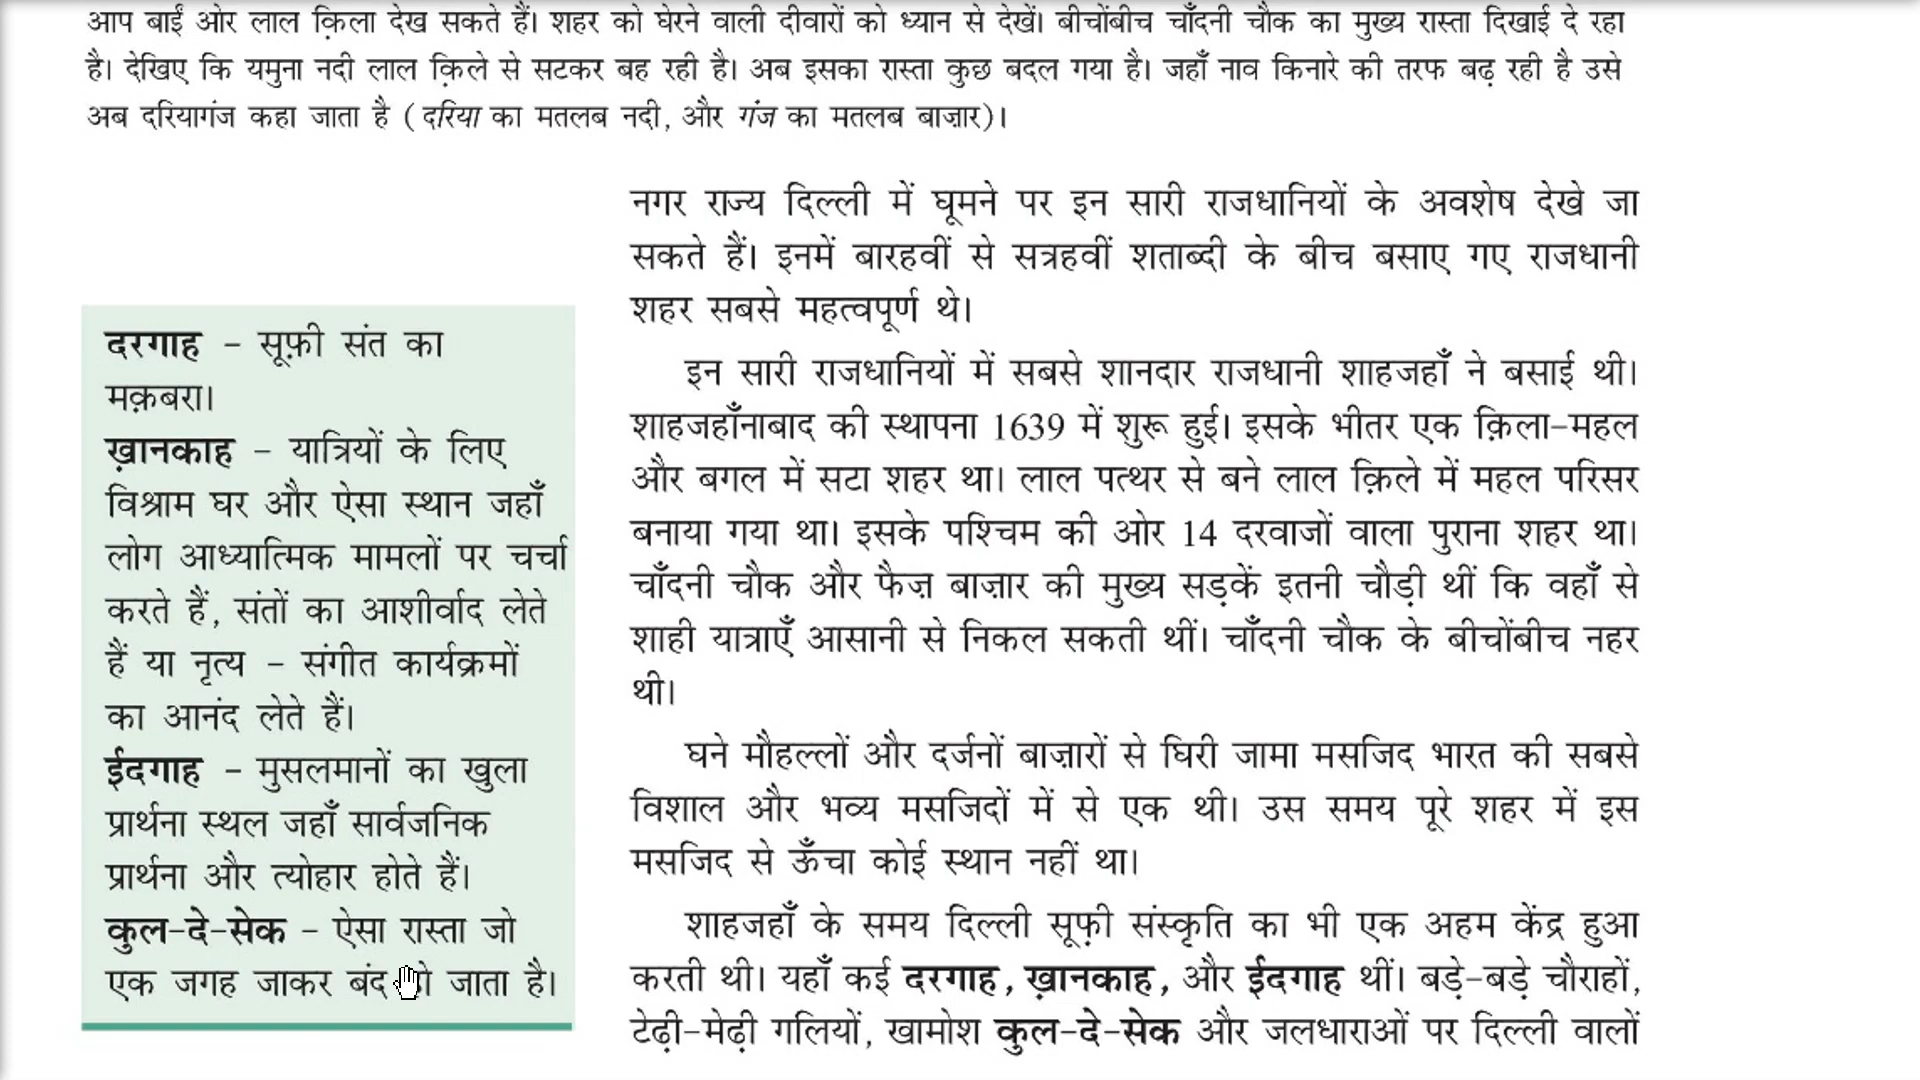 आप बाईं ओर लाल क़िला देख सकते हैं। शहर को घेरने वाली दीवारों को ध्यान से देखें। बीचोंबीच चाँदनी चौक का मुख्य रास्ता दिखाई दे रहा
है। देखिए कि यमुना नदी लाल क़िले से सटकर बह रही है। अब इसका रास्ता कुछ बदल गया है। जहाँ नाव किनारे की तरफ बढ़ रही है उसे
अब दरियागंज कहा जाता है (दरिया का मतलब नदी, और गंज का मतलब बाज़ार)।
दरगाह – सूफ़ी संत का
मक़बरा।
ख़ानकाह – यात्रियों के लिए
विश्राम घर और ऐसा स्थान जहाँ
लोग आध्यात्मिक मामलों पर चर्चा
करते हैं, संतों का आशीर्वाद लेते
हैं या नृत्य – संगीत कार्यक्रमों
का आनंद लेते हैं।
ईदगाह – मुसलमानों का खुला
प्रार्थना स्थल जहाँ सार्वजनिक
प्रार्थना और त्योहार होते हैं।
कुल-दे-सेक – ऐसा रास्ता जो
एक जगह जाकर बंद जाता है।
नगर राज्य दिल्ली में घूमने पर इन सारी राजधानियों के अवशेष देखे जा
सकते हैं। इनमें बारहवीं से सत्रहवीं शताब्दी के बीच बसाए गए राजधानी
शहर सबसे महत्वपूर्ण थे।
इन सारी राजधानियों में सबसे शानदार राजधानी शाहजहाँ ने बसाई थी।
शाहजहाँनाबाद की स्थापना 1639 में शुरू हुई। इसके भीतर एक क़िला-महल
और बगल में सटा शहर था। लाल पत्थर से बने लाल क़िले में महल परिसर
बनाया गया था। इसके पश्चिम की ओर 14 दरवाजों वाला पुराना शहर था।
चाँदनी चौक और फैज़ बाज़ार की मुख्य सड़कें इतनी चौड़ी थीं कि वहाँ से
शाही यात्राएँ आसानी से निकल सकती थीं। चाँदनी चौक के बीचोंबीच नहर
थी।
घने मौहल्लों और दर्जनों बाज़ारों से घिरी जामा मसजिद भारत की सबसे
विशाल और भव्य मसजिदों में से एक थी। उस समय पूरे शहर में इस
मसजिद से ऊँचा कोई स्थान नहीं था।
शाहजहाँ के समय दिल्ली सूफ़ी संस्कृति का भी एक अहम केंद्र हुआ
करती थी। यहाँ कई दरगाह, ख़ानकाह, और ईदगाह थीं। बड़े-बड़े चौराहों,
टेढ़ी-मेढ़ी गलियों, खामोश कुल-दे-सेक और जलधाराओं पर दिल्ली वालों